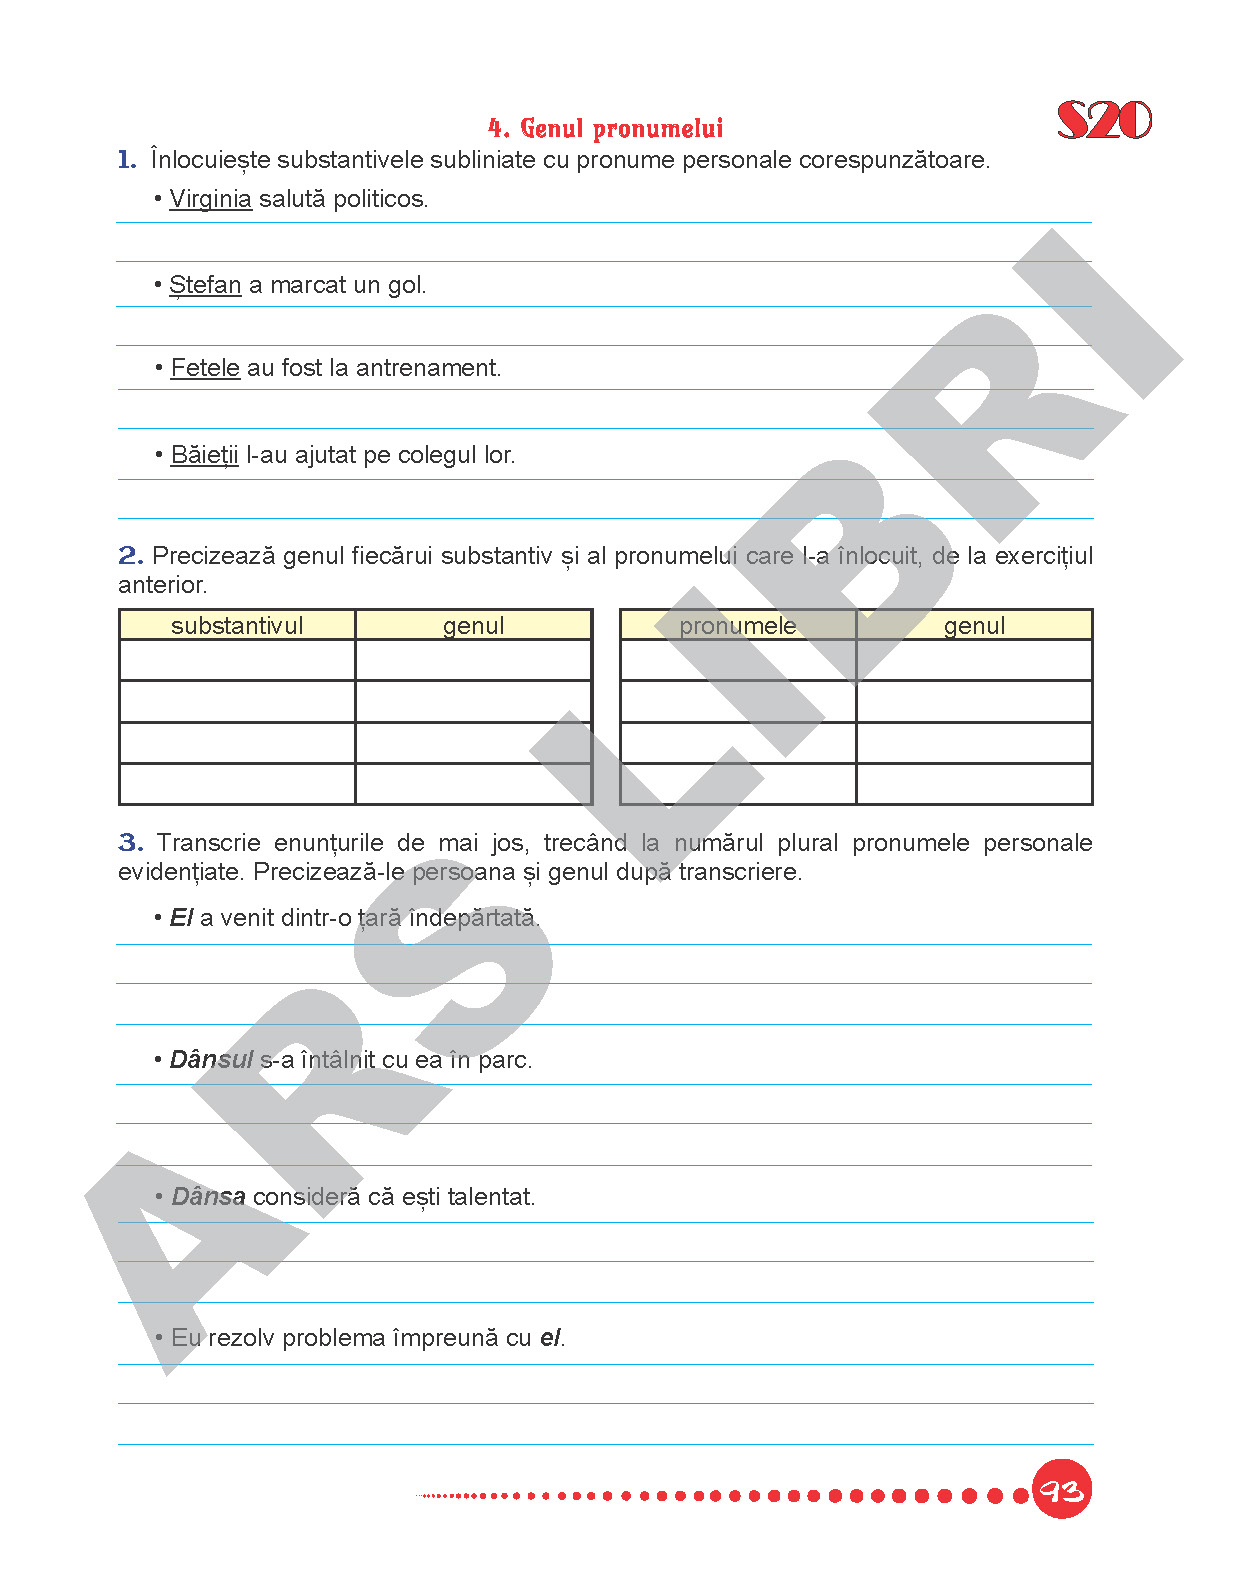 S20
4. Genul pronumelui
1. Înlocuiește substantivele subliniate cu pronume personale corespunzătoare.
• Virginia salută politicos.
• Ștefan a marcat un gol.
• Fetele au fost la antrenament.
• Băieții l-au ajutat pe colegul lor.
2. Precizează genul fiecărui substantiv și al pronumelui care l-a înlocuit, de la exercițiul
anterior.
substantivul genul pronumele genul
3. Transcrie enunțurile de mai jos, trecând la numărul plural pronumele personale
evidențiate. Precizează-le persoana și genul după transcriere.
• El a venit dintr-o țară îndepărtată.
• Dânsul s-a întâlnit cu ea în parc.
• Dânsa consideră că ești talentat.
• Eu rezolv problema împreună cu el.
93
ARS LIBRI